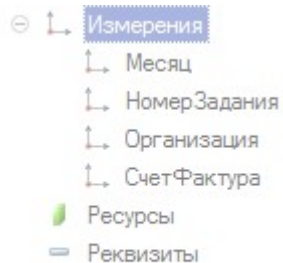 Измерения
Месяц
НомерЗадания
Организация
СчетФактура
Ресурсы
Реквизиты